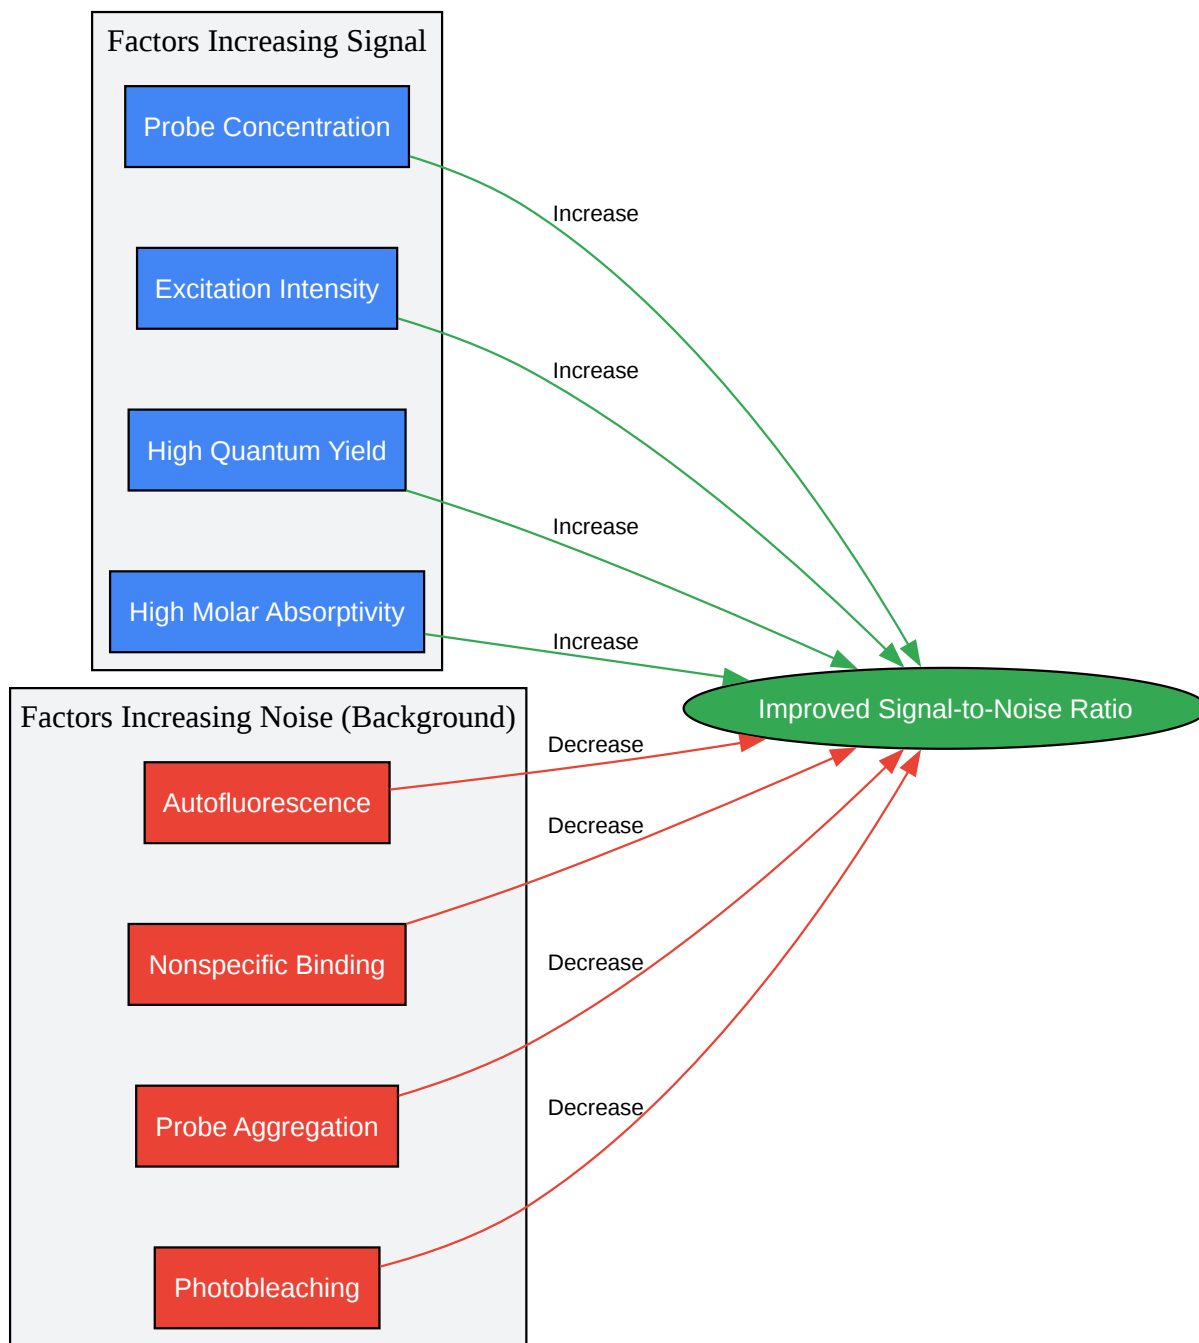 Factors Increasing Signal
Probe Concentration
Increase
Excitation Intensity
Increase
High Quantum Yield
Increase
High Molar Absorptivity
Increase
Improved Signal-to-Noise Ratio
Factors Increasing Noise (Background)
Decrease
Autofluorescence
Decrease
Nonspecific Binding
Decrease
Probe Aggregation
Decrease
Photobleaching